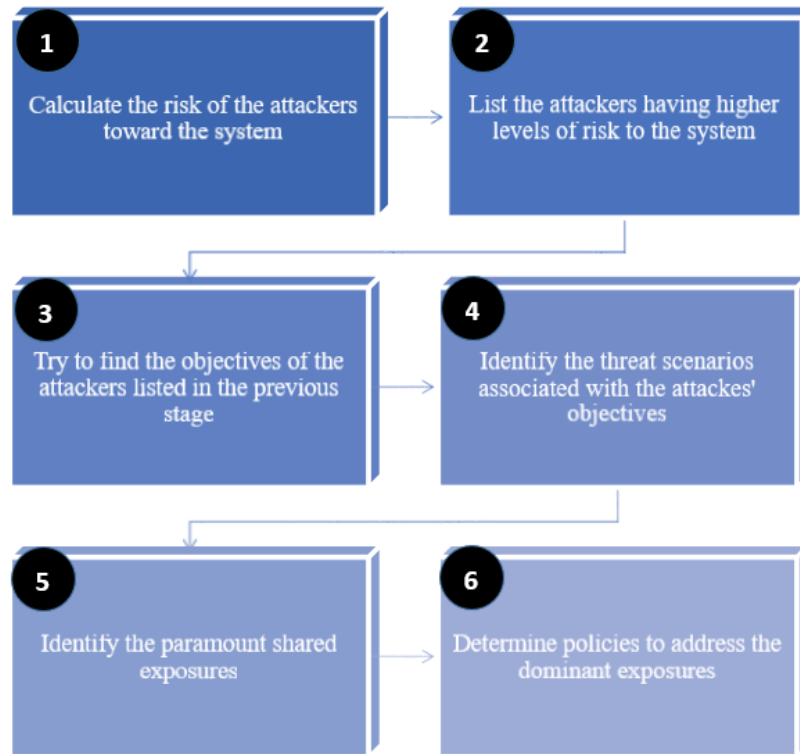 1
Calculate the risk of the attackers
toward the system
2
List the attackers having higher
levels of risk to the system
3
Try to find the objectives of the
attackers listed in the previous
stage
4
Identify the threat scenarios
associated with the attackes'
objectives
5
Identify the paramount shared
exposures
6
Determine policies to address the
dominant exposures